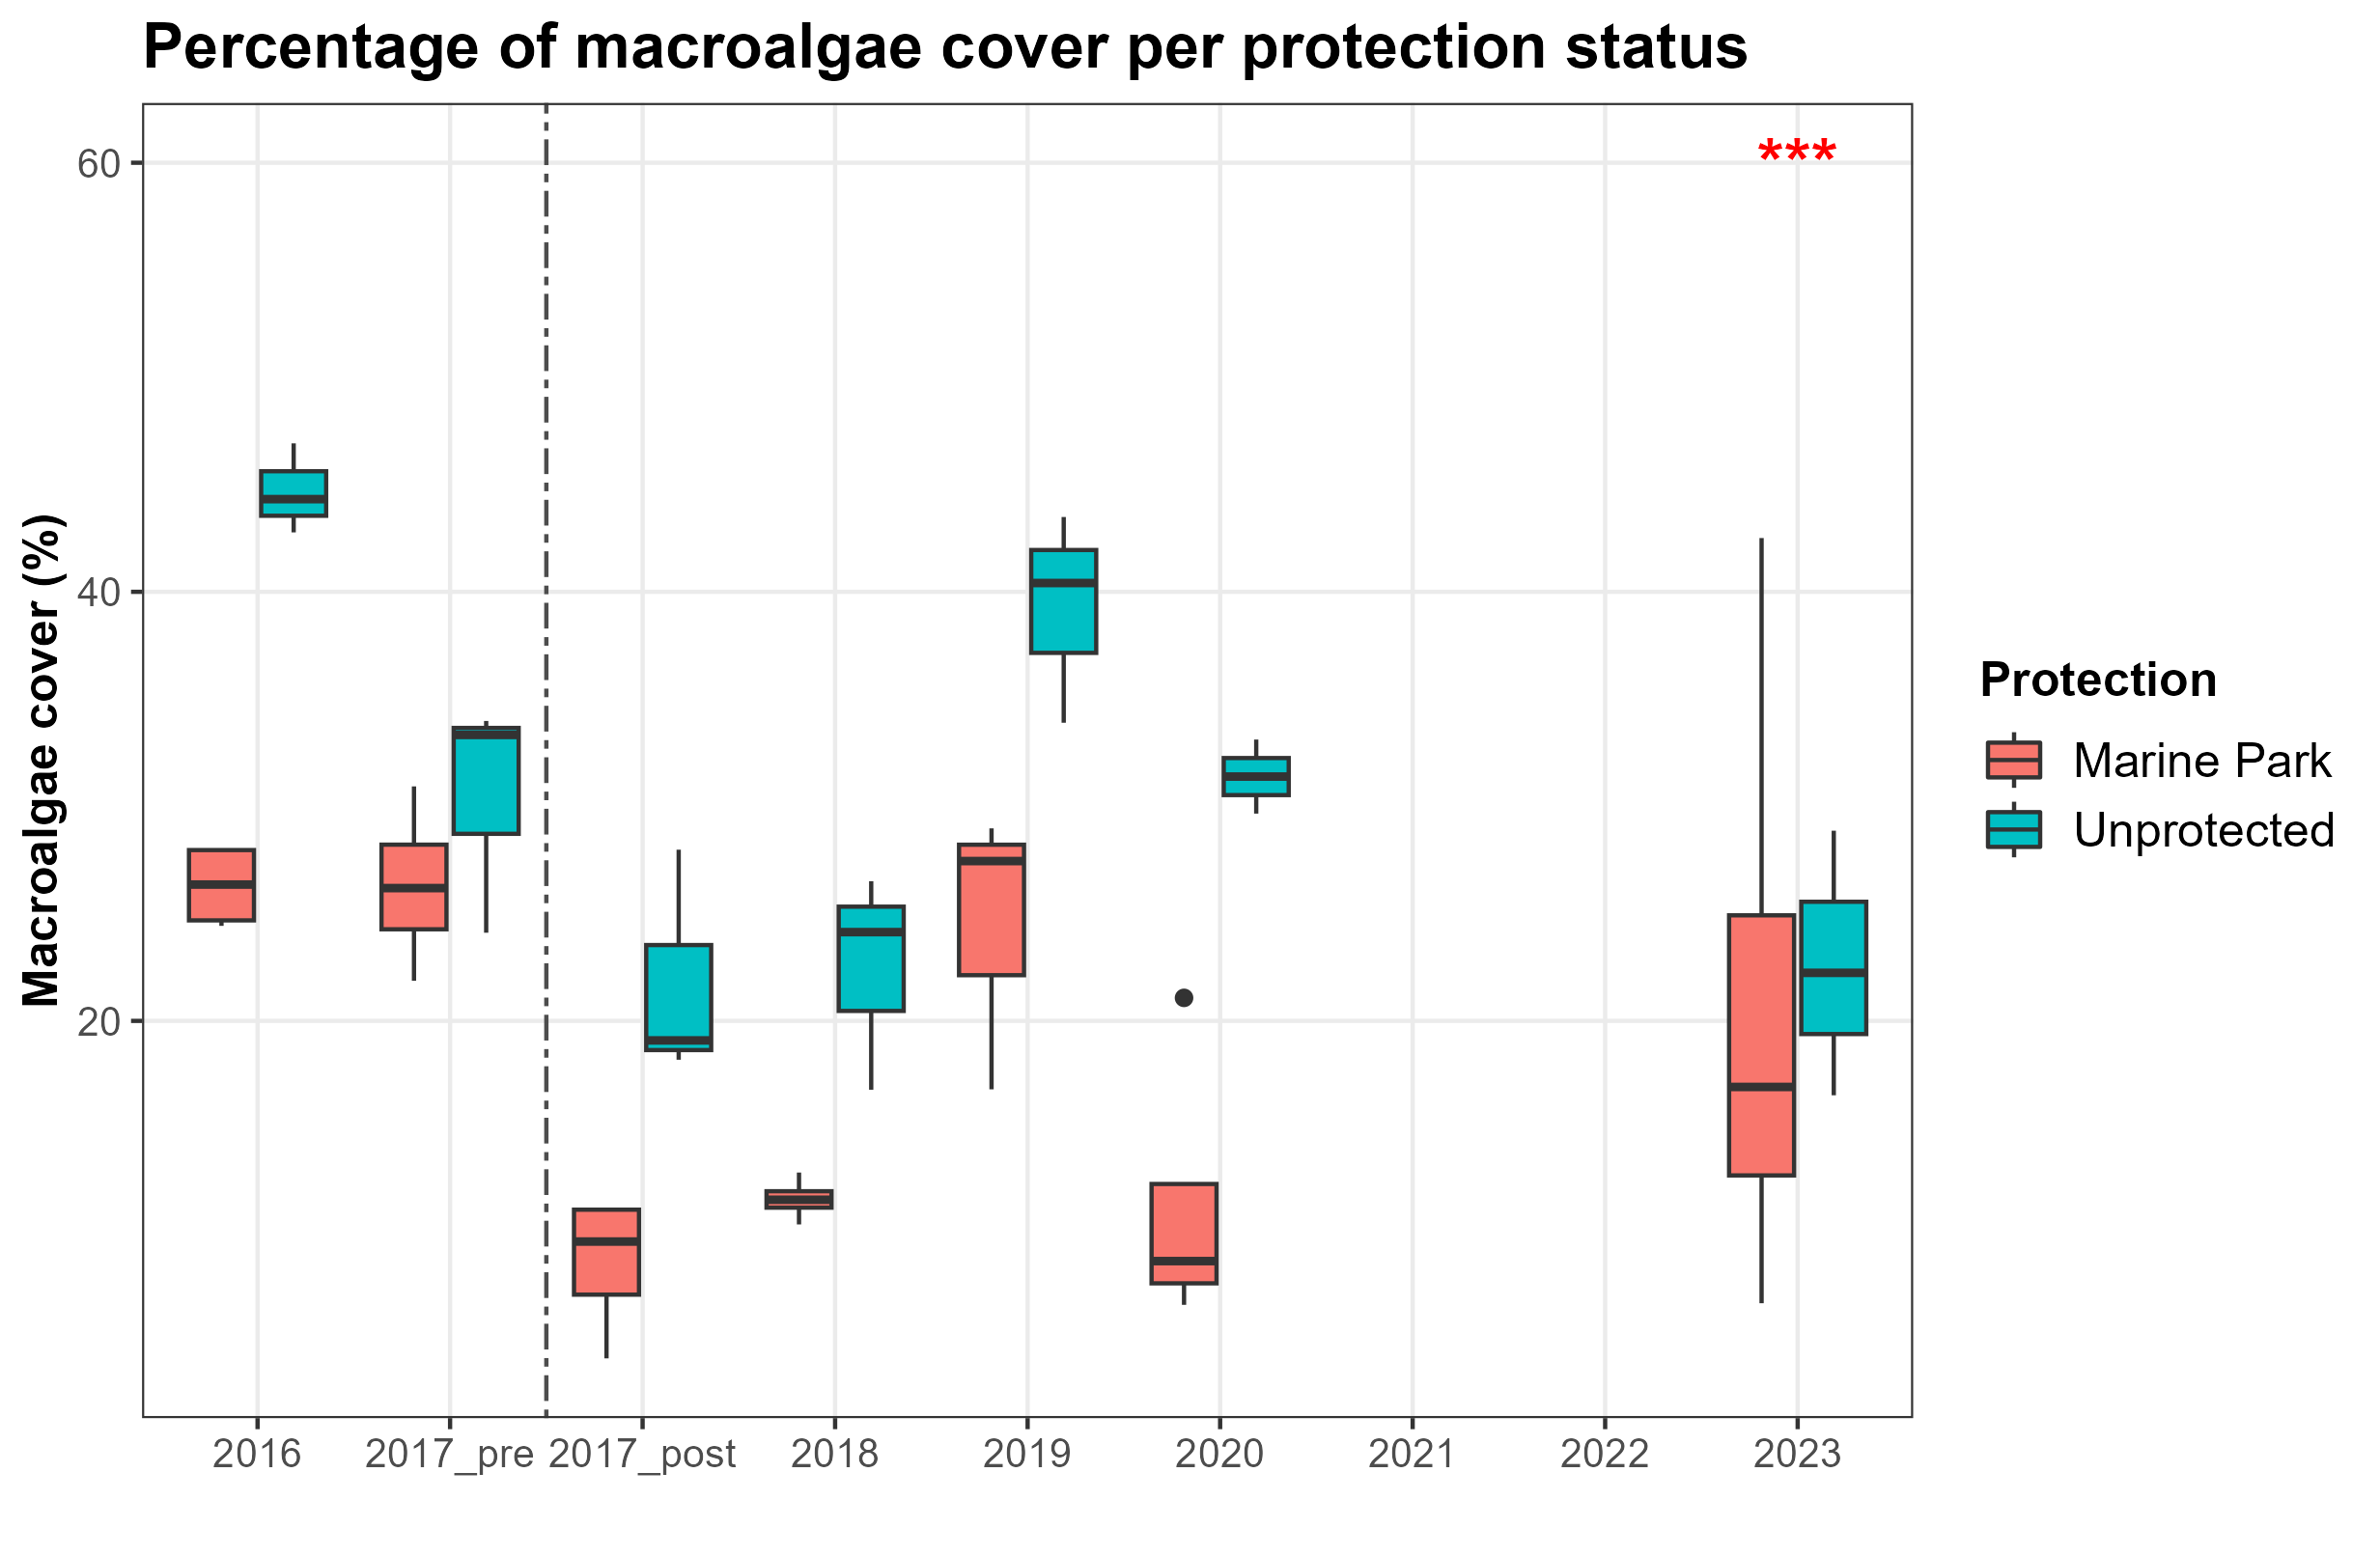 Percentage of macroalgae cover per protection status
***
Macroalgae cover (%)
60
40
20
2016 2017_pre 2017_post 2018 2019 2020 2021 2022 2023
Protection
Marine Park
Unprotected